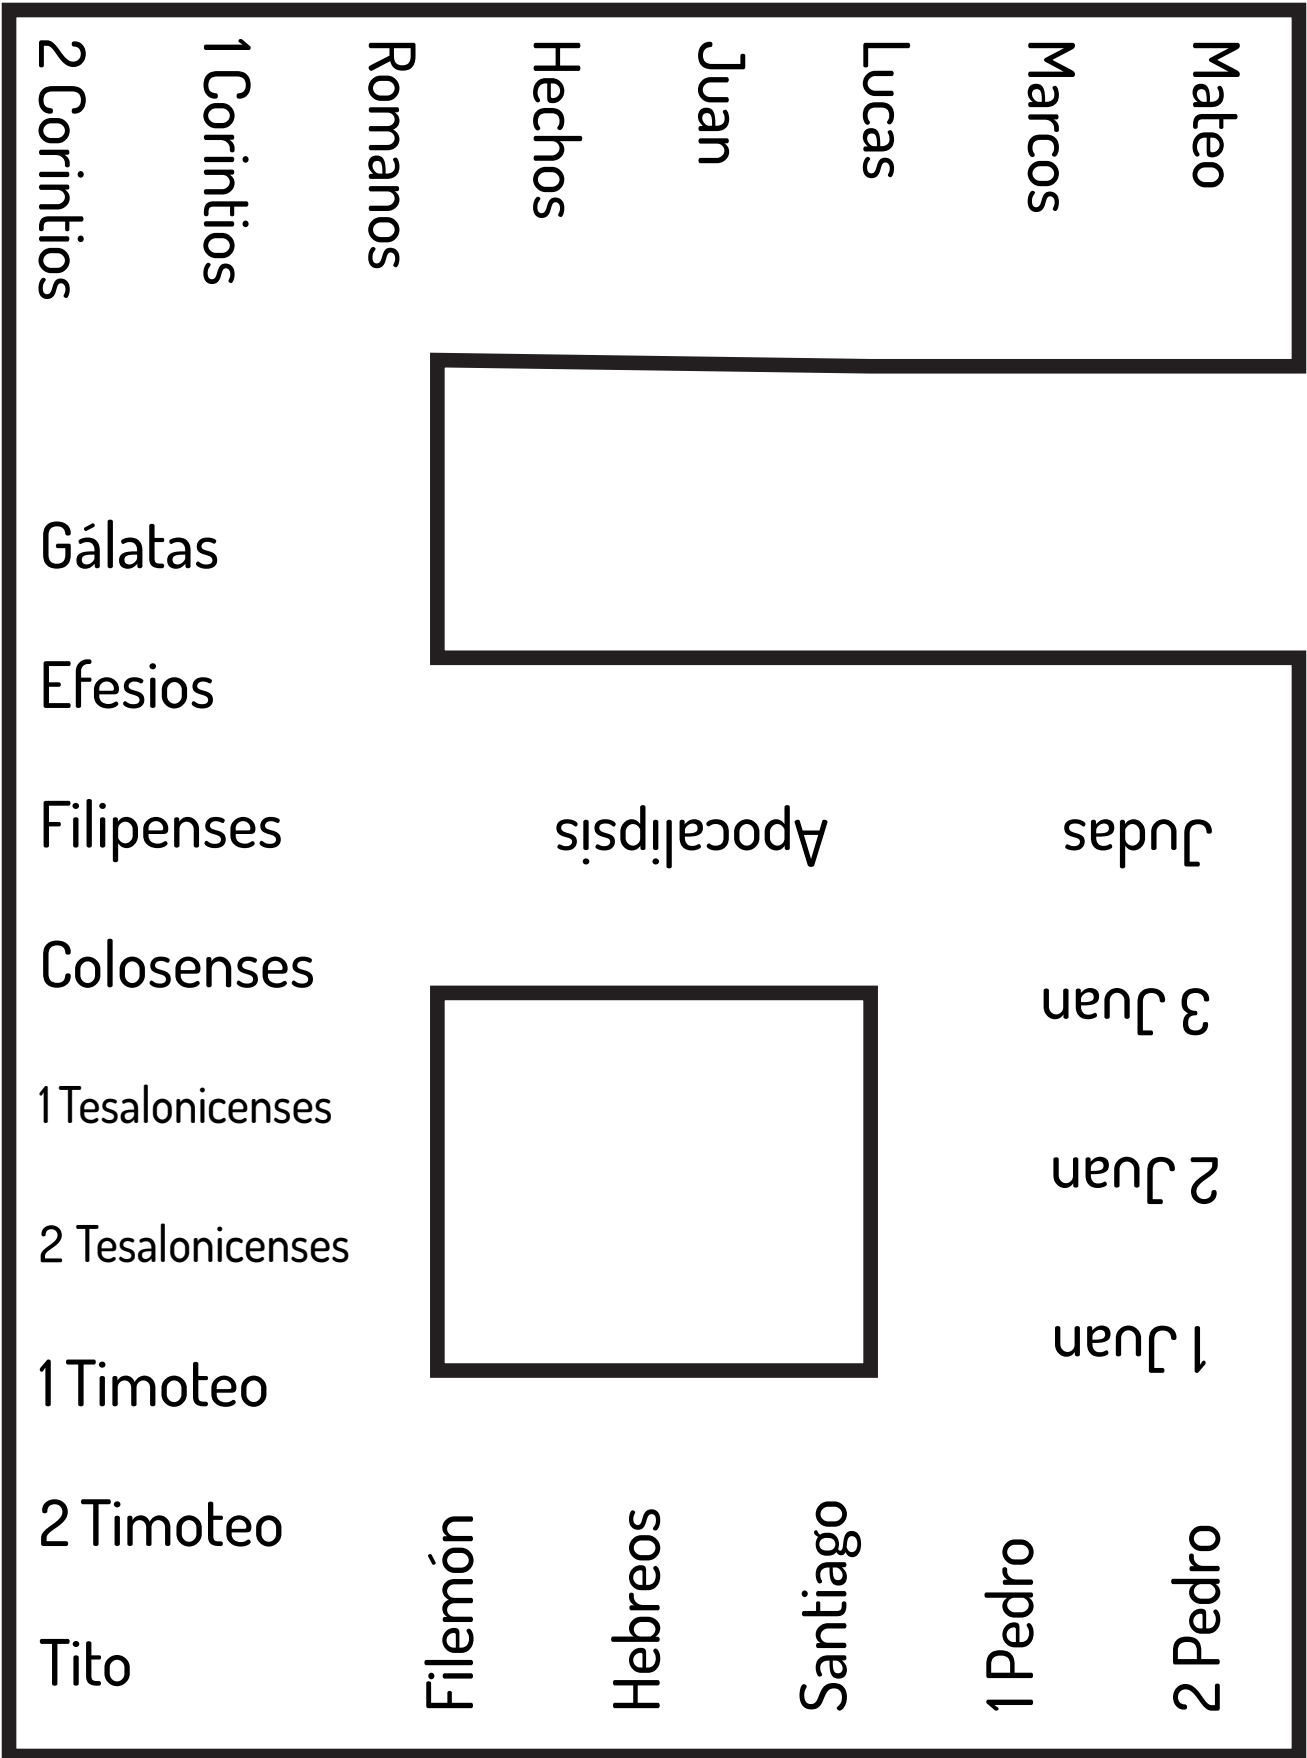 Mateo
Marcos
Lucas
Juan
Hechos
Romanos
1 Corintios
2 Corintios
Gálatas
Efesios
Filipenses
Colosenses
1 Tesalonicenses
2 Tesalonicenses
1 Timoteo
2 Timoteo
Tito
Filemón
Hebreos
Santiago
1 Pedro
2 Pedro
1 Juan
2 Juan
3 Juan
Judas
Apocalipsis